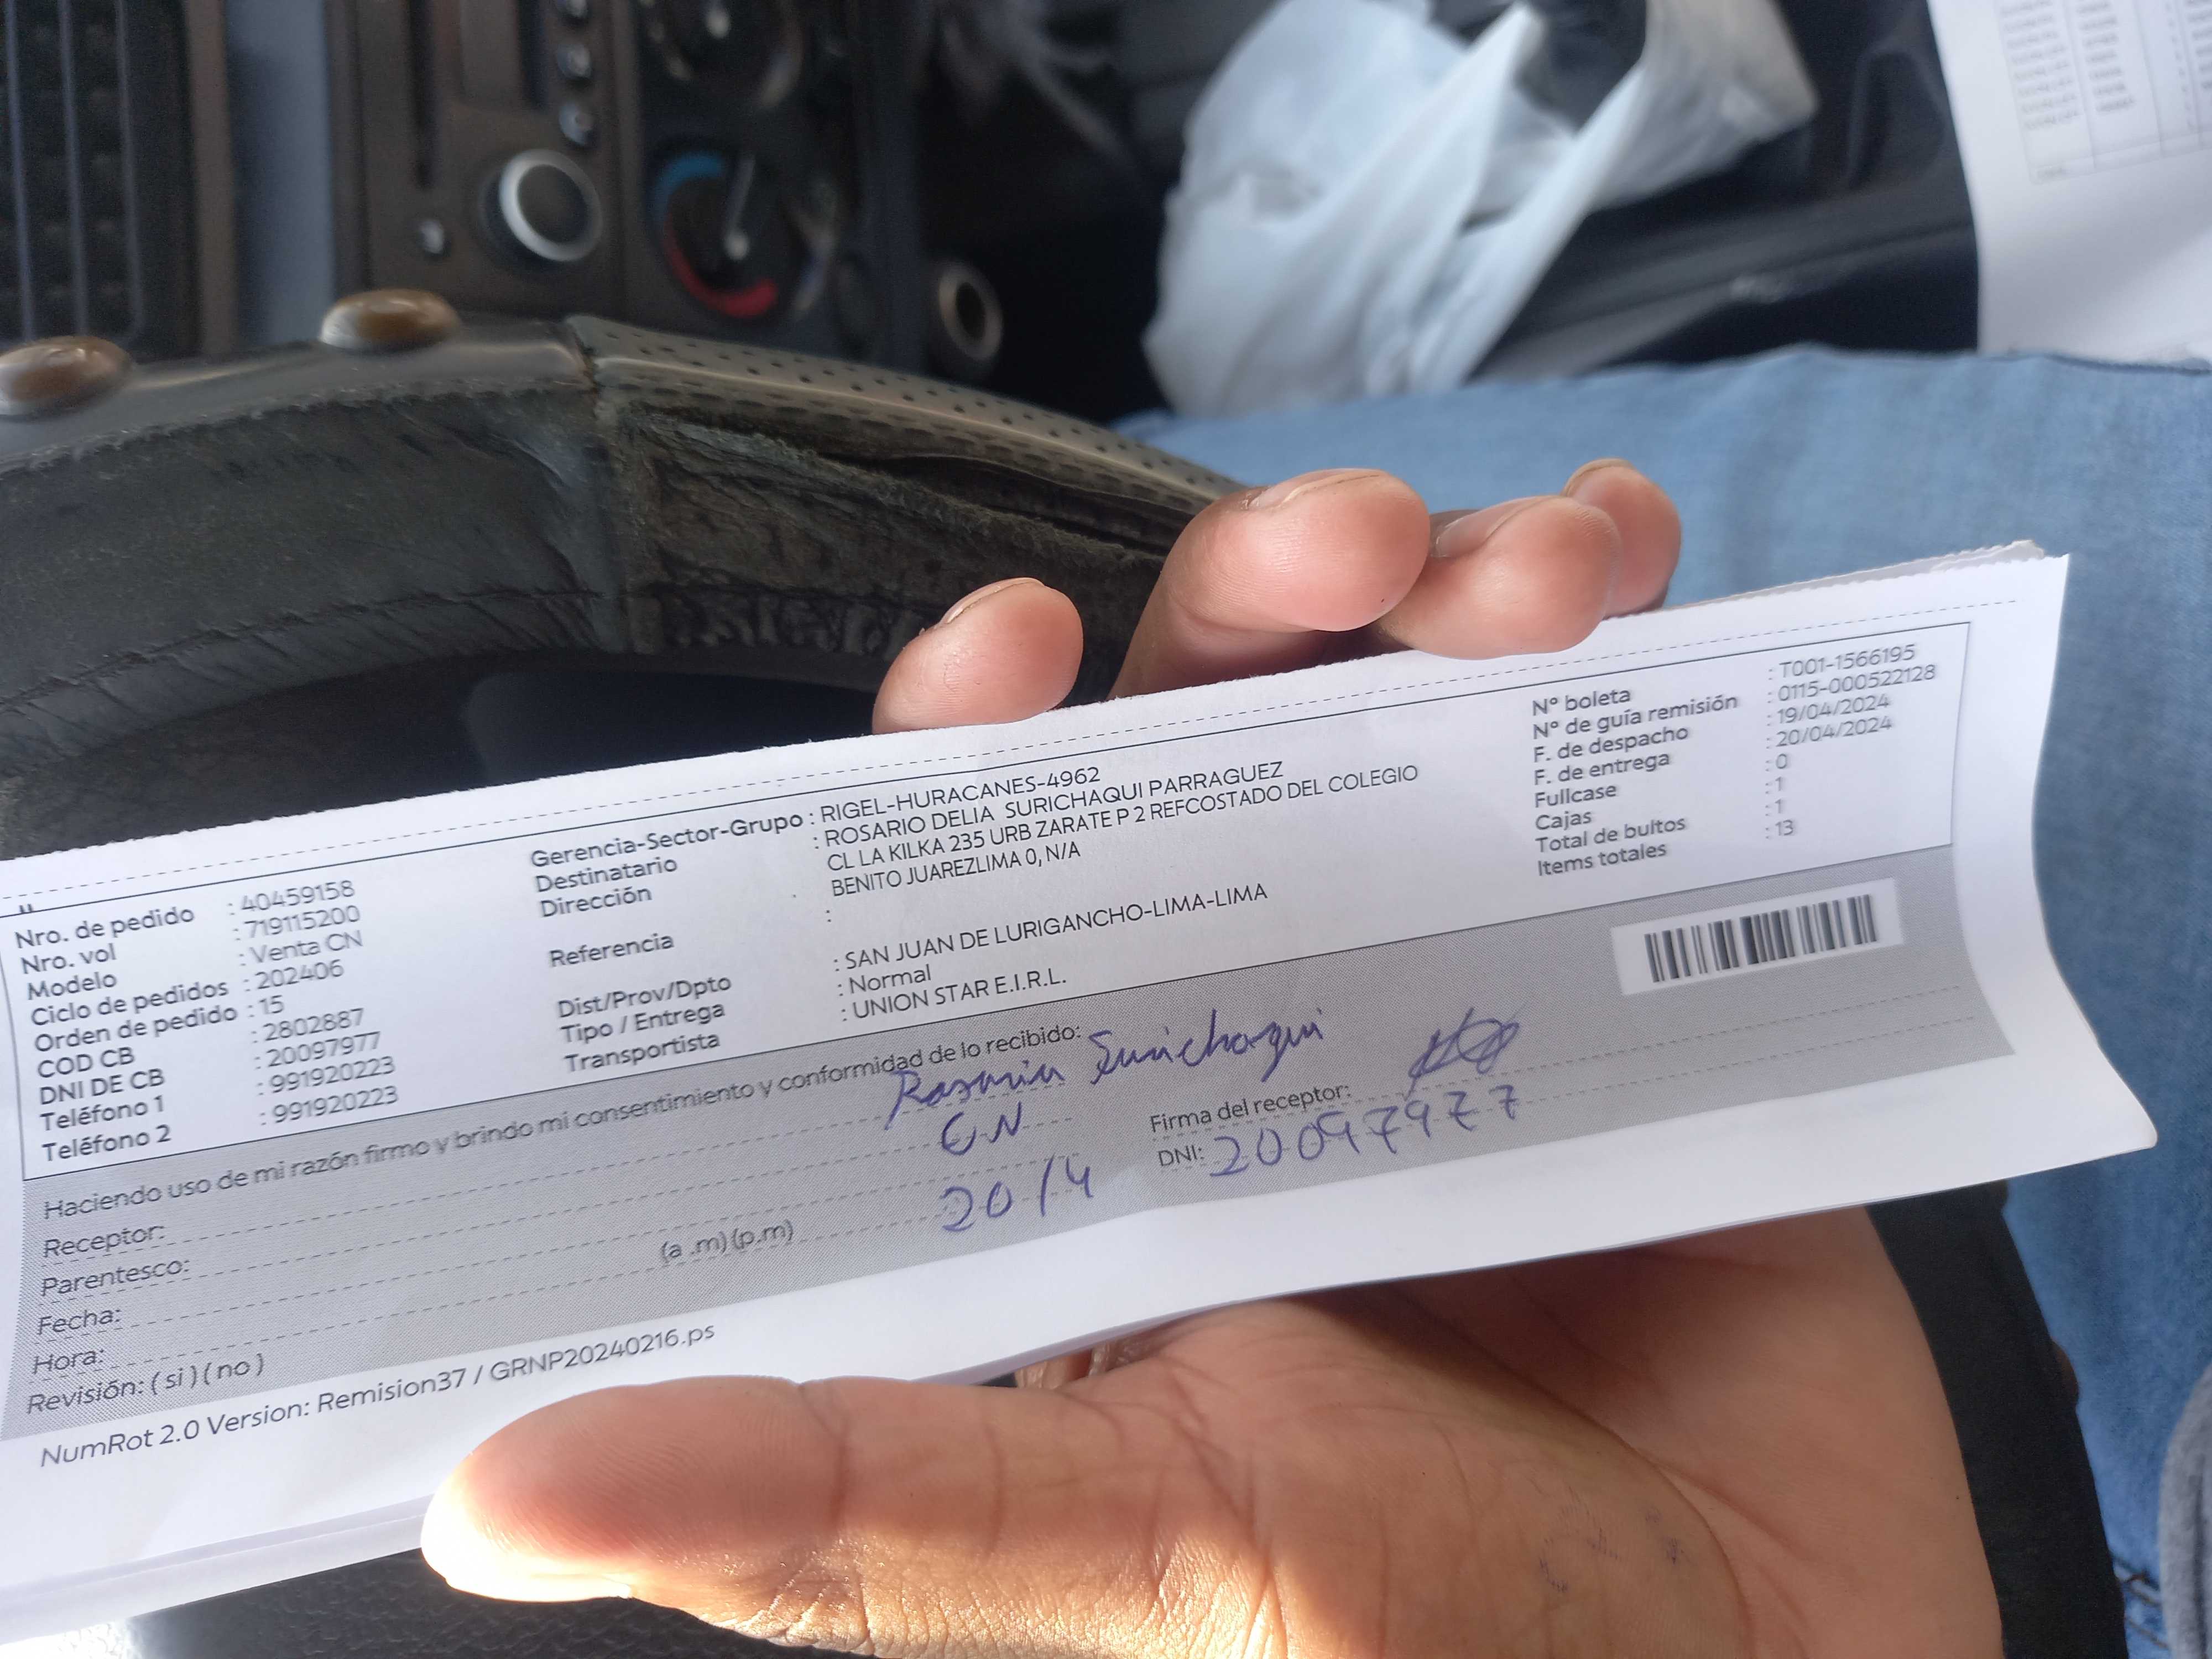 Nro. de pedido : 40459158
Nro. vol : 719115200
Modelo : Venta CN
Ciclo de pedidos : 202406
Orden de pedido : 15
COD CB : 2802887
DNI DE CB : 20097977
Teléfono 1 : 991920223
Teléfono 2 : 991920223
Gerencia-Sector-Grupo : RIGEL-HURACANES-4962
Destinatario : ROSARIO DELIA SURICHAQUI PARRAGUEZ
Dirección : CL LA KILKA 235 URB ZARATE P 2 REFCOSTADO DEL COLEGIO
BENITO JUAREZLIMA 0, N/A
Referencia :
Dist/Prov/Dpto : SAN JUAN DE LURIGANCHO-LIMA-LIMA
Tipo / Entrega : Normal
Transportista : UNION STAR E.I.R.L.
Nº boleta : T001-1566195
Nº de guía remisión : 0115-000522128
F. de despacho : 19/04/2024
F. de entrega : 20/04/2024
Fullcase : 0
Cajas : 1
Total de bultos : 1
Items totales : 13
Haciendo uso de mi razón firmo y brindo mi consentimiento y conformidad de lo recibido:
Receptor: Rosario Surichaqui
Parentesco: CN
Fecha: 20/4
Hora: (a .m) (p.m)
Revisión: ( si ) ( no )
Firma del receptor:
DNI: 20097977
NumRot 2.0 Version: Remision37 / GRNP20240216.ps